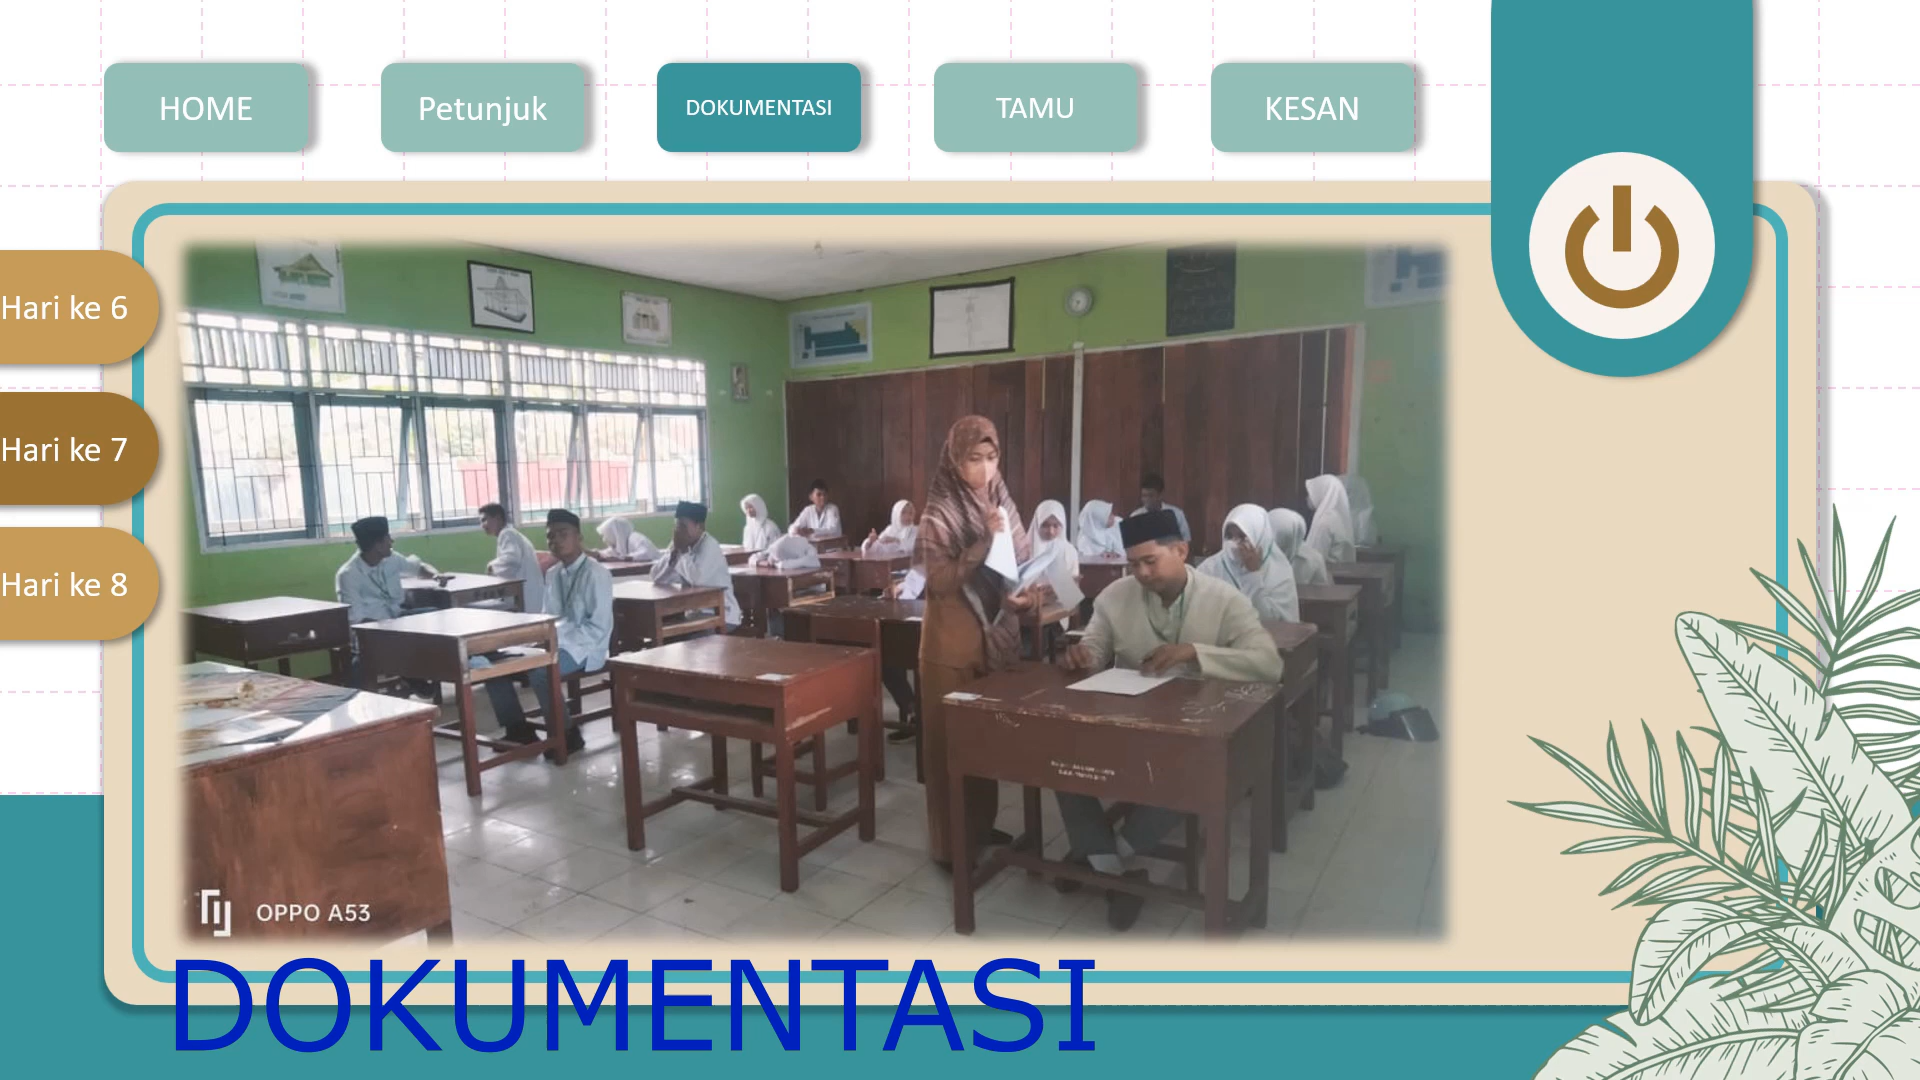 HOME
Petunjuk
DOKUMENTASI
TAMU
KESAN
Hari ke 6
Hari ke 7
Hari ke 8
OPPO A53
DOKUMENTASI